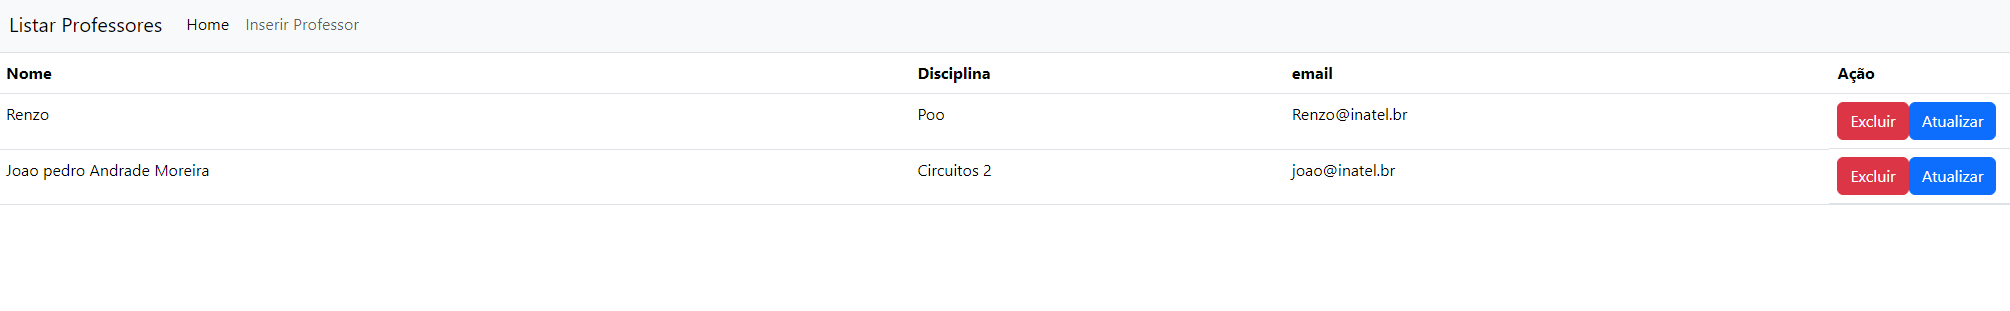 Listar Professores Home Inserir Professor
Nome Disciplina email Ação
Renzo Poo Renzo@inatel.br Excluir Atualizar
Joao pedro Andrade Moreira Circuitos 2 joao@inatel.br Excluir Atualizar